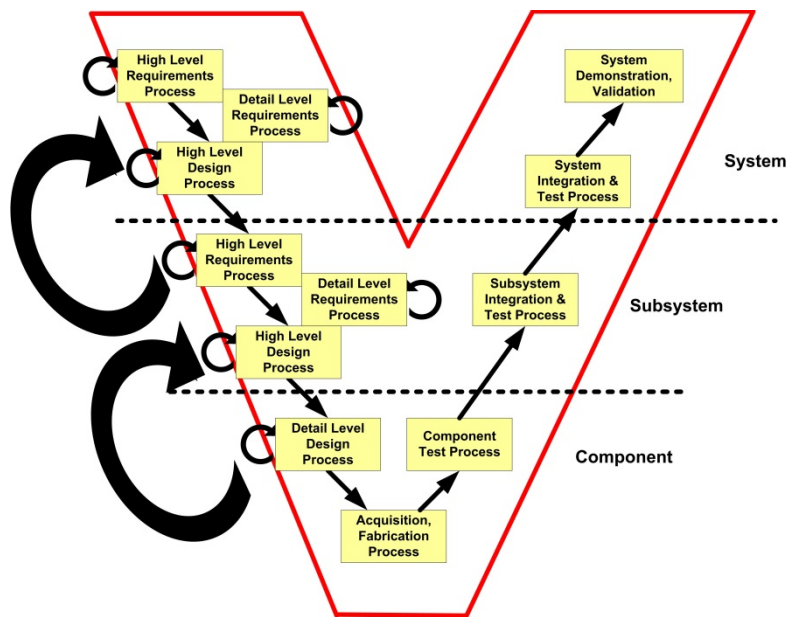 High Level
Requirements
Process
Detail Level
Requirements
Process
High Level
Design
Process
System
Demonstration,
Validation
System
Integration &
Test Process
System
High Level
Requirements
Process
Detail Level
Requirements
Process
High Level
Design
Process
Subsystem
Integration &
Test Process
Subsystem
Detail Level
Design
Process
Component
Test Process
Component
Acquisition,
Fabrication
Process